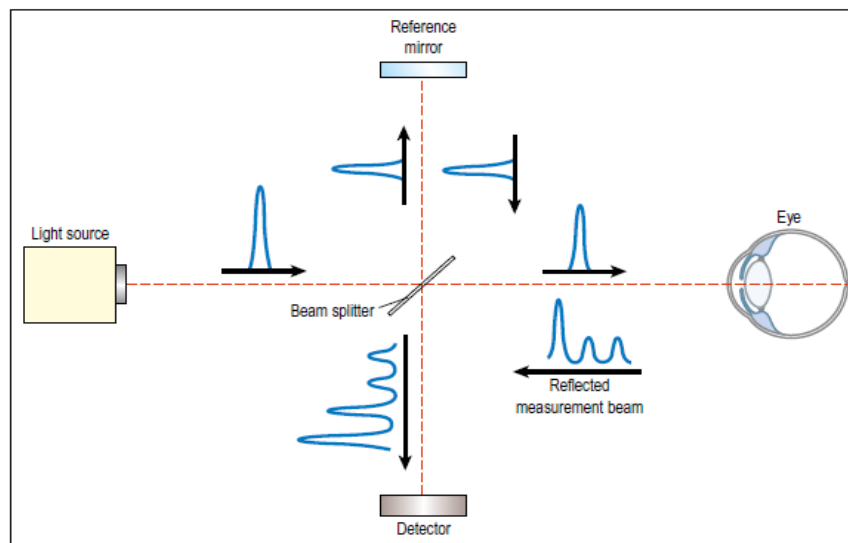 Reference
mirror
Light source
Eye
Beam splitter
Reflected
measurement beam
Detector